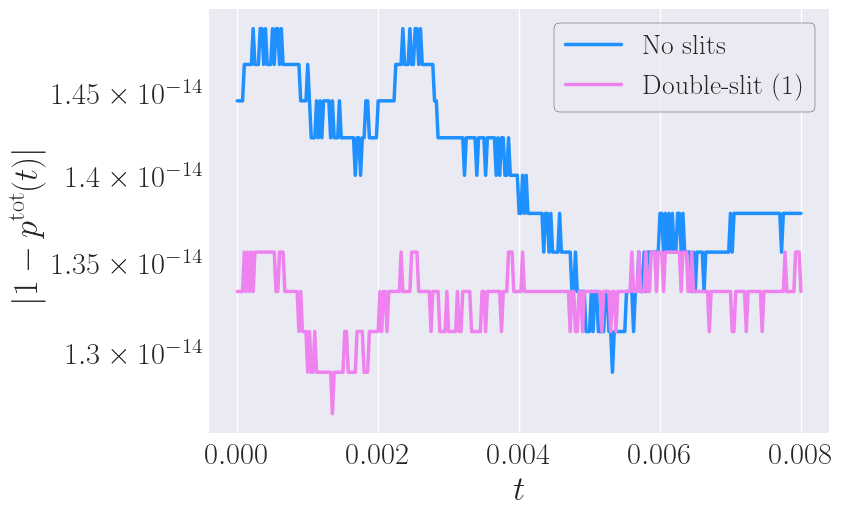 No slits
Double-slit (1)
|1 − p^tot(t)|
1.45 × 10^−14
1.4 × 10^−14
1.35 × 10^−14
1.3 × 10^−14
0.000 0.002 0.004 0.006 0.008
t